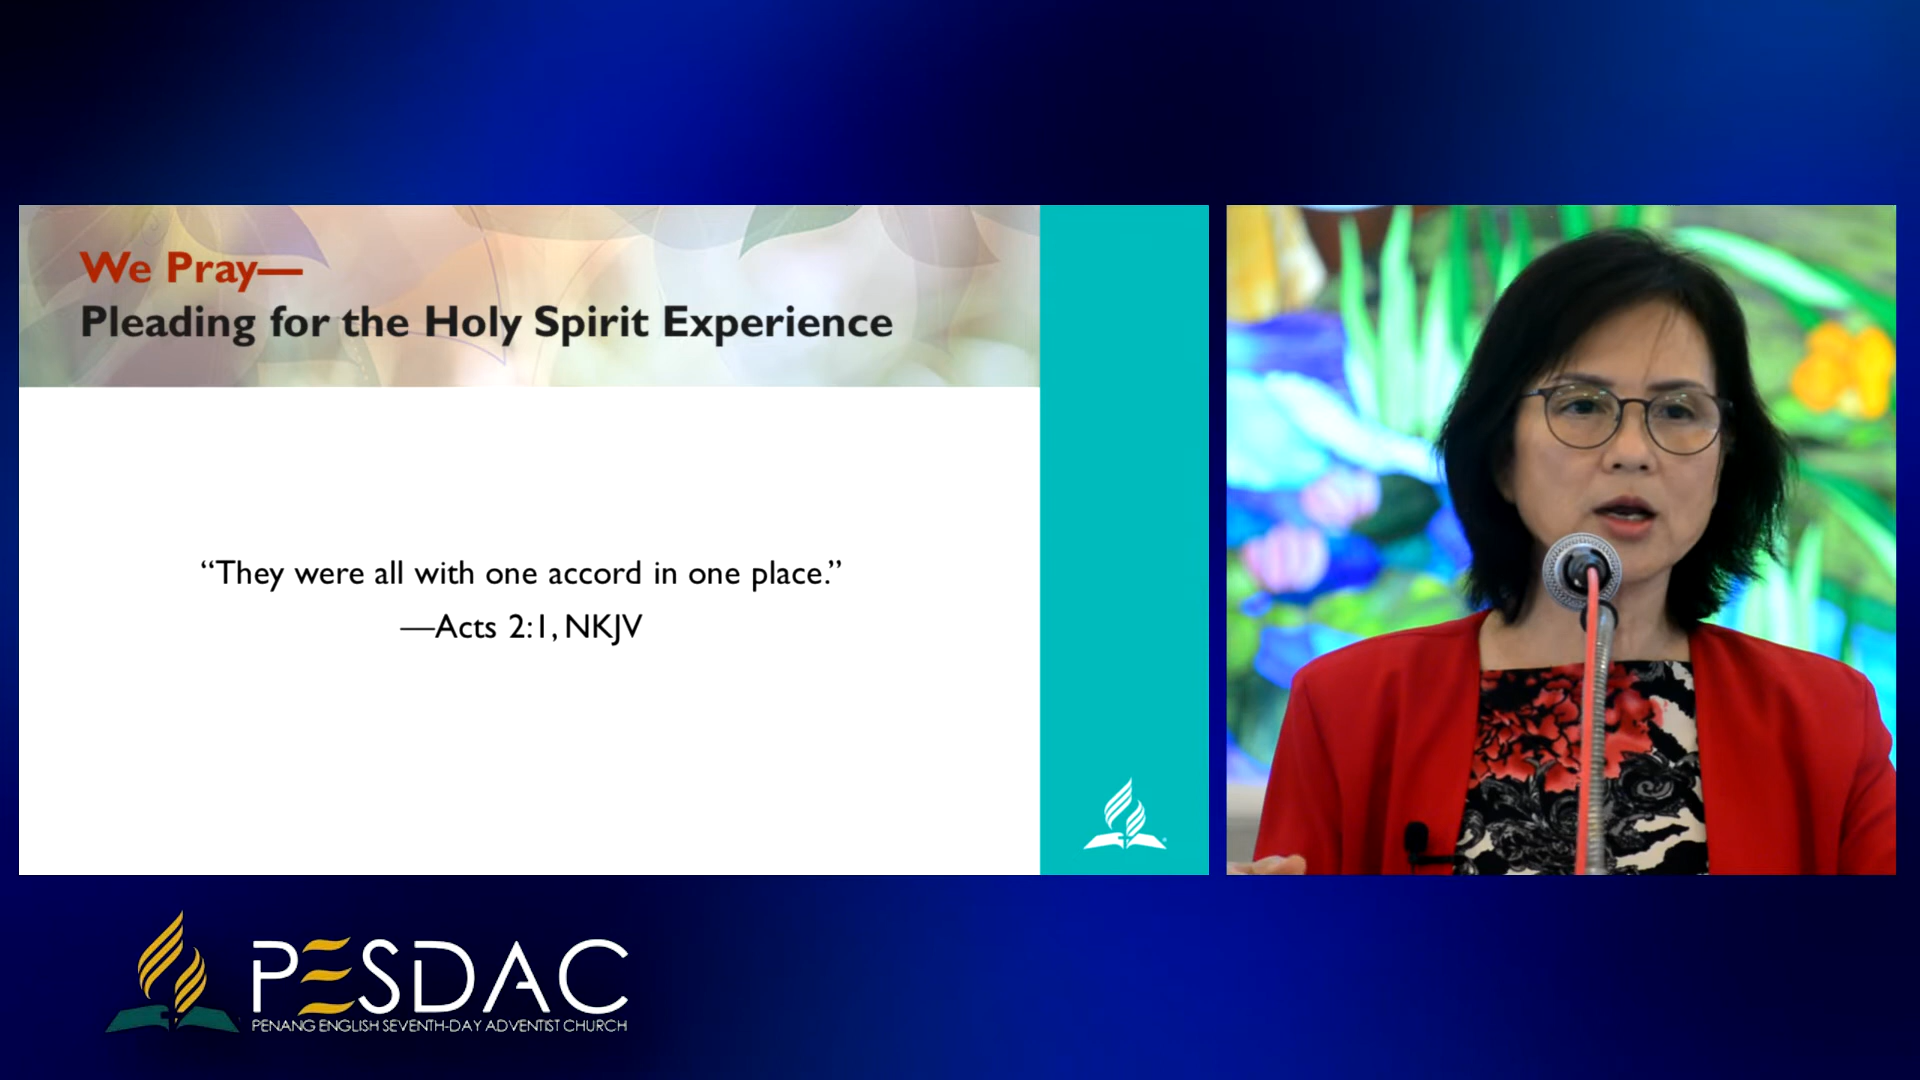 We Pray—
Pleading for the Holy Spirit Experience
“They were all with one accord in one place.”
—Acts 2:1, NKJV
PESDAC
PENANG ENGLISH SEVENTH-DAY ADVENTIST CHURCH